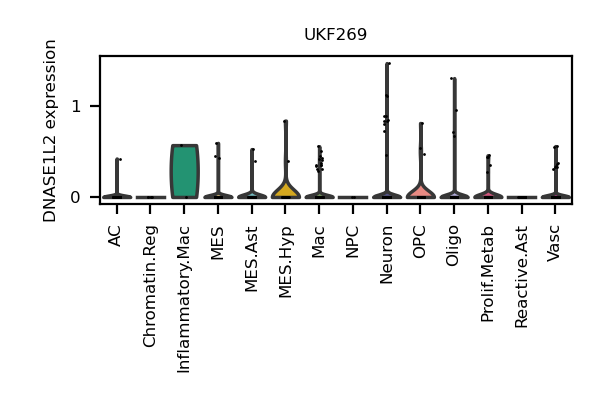 UKF269
DNASE1L2 expression
1
0
AC
Chromatin.Reg
Inflammatory.Mac
MES
MES.Ast
MES.Hyp
Mac
NPC
Neuron
OPC
Oligo
Prolif.Metab
Reactive.Ast
Vasc